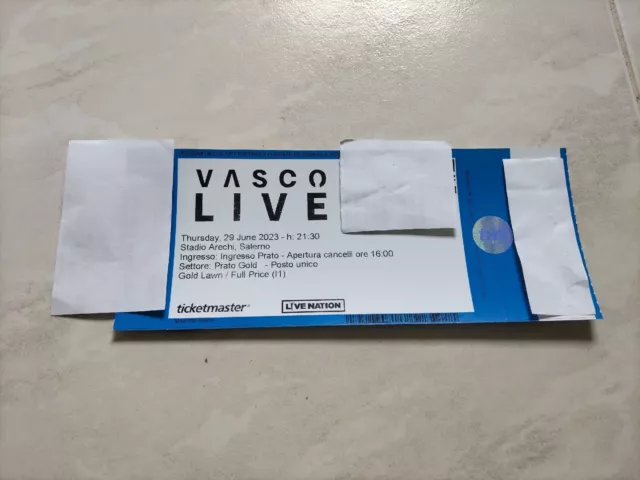 VASCO
LIVE
Thursday, 29 June 2023 - h: 21:30
Stadio Arechi, Salerno
Ingresso: Ingresso Prato - Apertura cancelli ore 16:00
Settore: Prato Gold - Posto unico
Gold Lawn / Full Price (I1)
ticketmaster® LIVE NATION